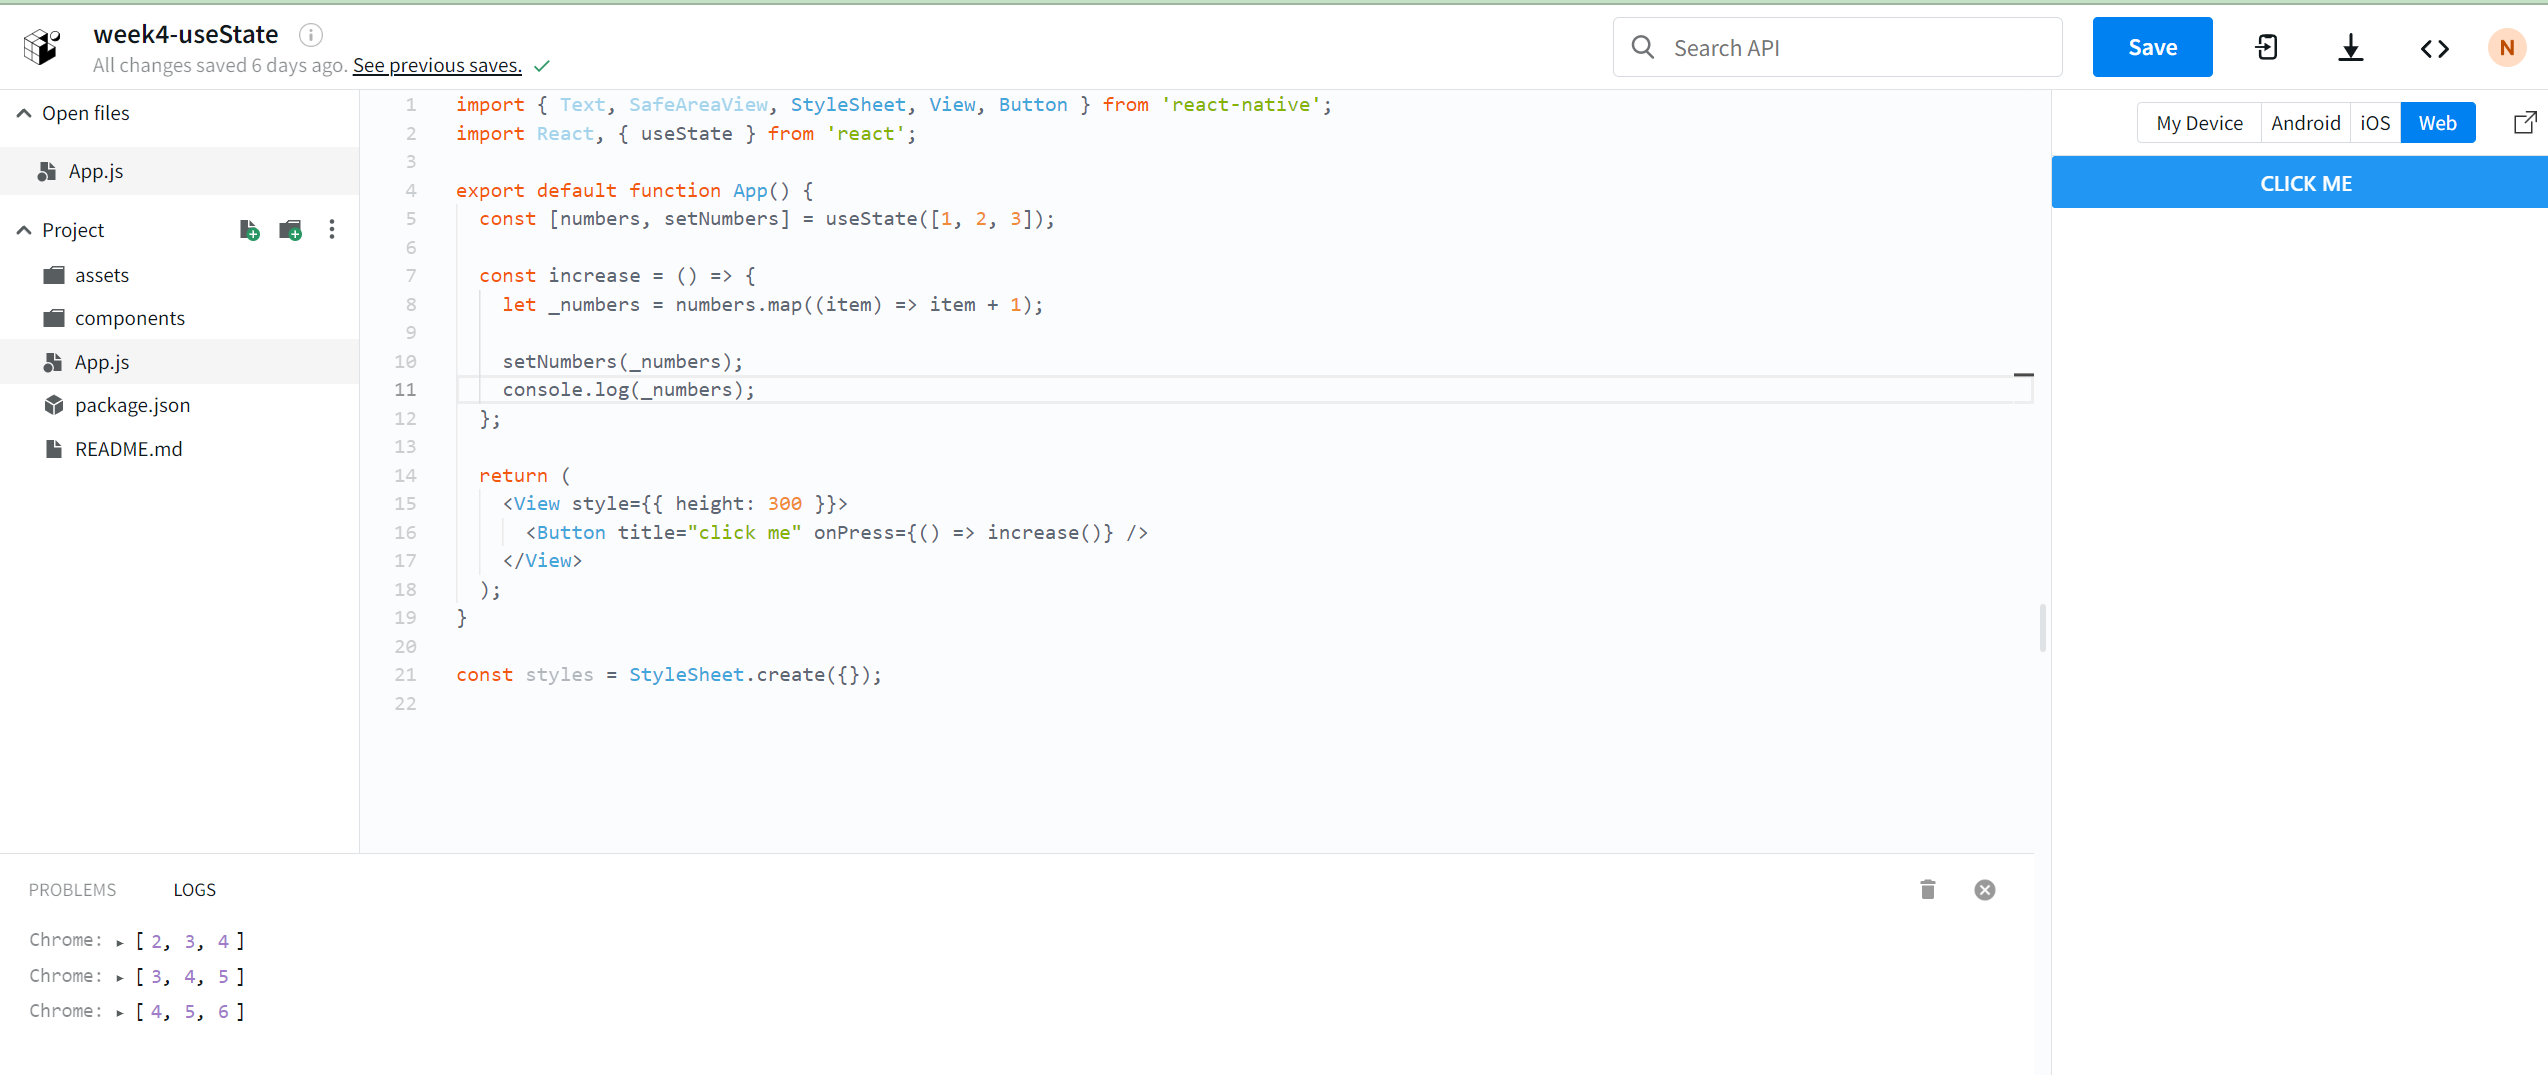 week4-useState
All changes saved 6 days ago. See previous saves.
Search API
Save
N
Open files
App.js
Project
assets
components
App.js
package.json
README.md
1 import { Text, SafeAreaView, StyleSheet, View, Button } from 'react-native';
2 import React, { useState } from 'react';
3
4 export default function App() {
5 const [numbers, setNumbers] = useState([1, 2, 3]);
6
7 const increase = () => {
8 let _numbers = numbers.map((item) => item + 1);
9
10 setNumbers(_numbers);
11 console.log(_numbers);
12 };
13
14 return (
15 <View style={{ height: 300 }}>
16 <Button title="click me" onPress={() => increase()} />
17 </View>
18 );
19 }
20
21 const styles = StyleSheet.create({});
22
My Device Android iOS Web
CLICK ME
PROBLEMS LOGS
Chrome: ▸ [ 2, 3, 4 ]
Chrome: ▸ [ 3, 4, 5 ]
Chrome: ▸ [ 4, 5, 6 ]